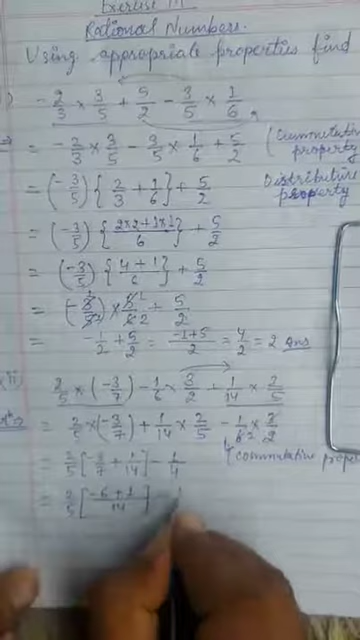 Exercise 1.1
Rational Numbers.
Using appropriate properties find
i) -2/3 × 3/5 + 5/2 - 3/5 × 1/6
= -2/3 × 3/5 - 3/5 × 1/6 + 5/2 (Commutative property
= (-3/5) {2/3 + 1/6} + 5/2 Distributive property
= (-3/5) {2×2+1×1/6} + 5/2
= (-3/5) {4+1/6} + 5/2
= (-3/5) × 5/6 + 5/2
= -1/2 + 5/2 = -1+5/2 = 4/2 = 2 Ans
ii) 2/5 × (-3/7) - 1/6 × 3/2 + 1/14 × 2/5
= 2/5 × (-3/7) + 1/14 × 2/5 - 1/6 × 3/2
= 2/5 [-3/7 + 1/14] - 1/4 (commutative property
= 2/5 [-6+1/14] -